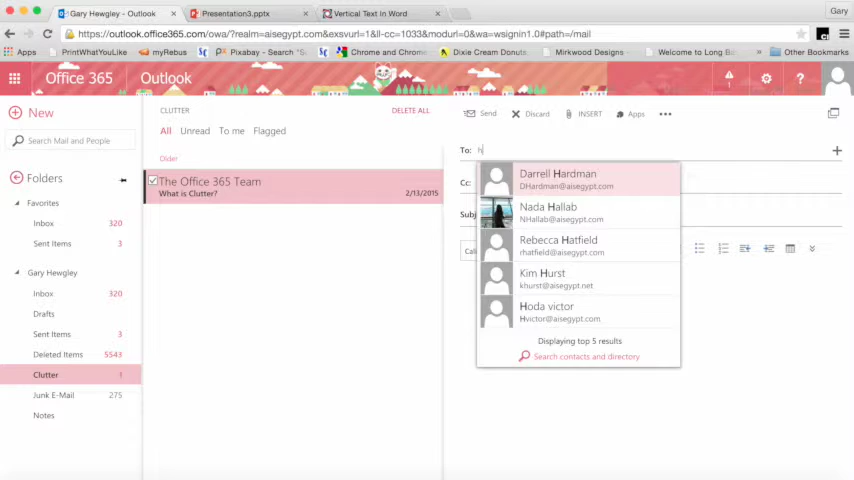 Gary Hewgley - Outlook
Presentation3.pptx
Vertical Text In Word
Gary
https://outlook.office365.com/owa/?realm=aisegypt.com&exsvurl=1&ll-cc=1033&modurl=0&wa=wsignin1.0#path=/mail
Apps
PrintWhatYouLike
myRebus
Pixabay - Search "S
Chrome and Chrome
Dixie Cream Donuts
Mirkwood Designs
Welcome to Long Ba
»
Other Bookmarks
Office 365
Outlook
New
Search Mail and People
Folders
Favorites
Inbox 320
Sent Items 3
Gary Hewgley
Inbox 320
Drafts
Sent Items 3
Deleted Items 5543
Clutter 1
Junk E-Mail 275
Notes
CLUTTER
DELETE ALL
All Unread To me Flagged
Older
The Office 365 Team
What is Clutter? 2/13/2015
Send Discard INSERT Apps •••
To: h
Cc:
Subj
Cali
Darrell Hardman
DHardman@aisegypt.com
Nada Hallab
NHallab@aisegypt.com
Rebecca Hatfield
rhatfield@aisegypt.com
Kim Hurst
khurst@aisegypt.net
Hoda victor
Hvictor@aisegypt.com
Displaying top 5 results
Search contacts and directory